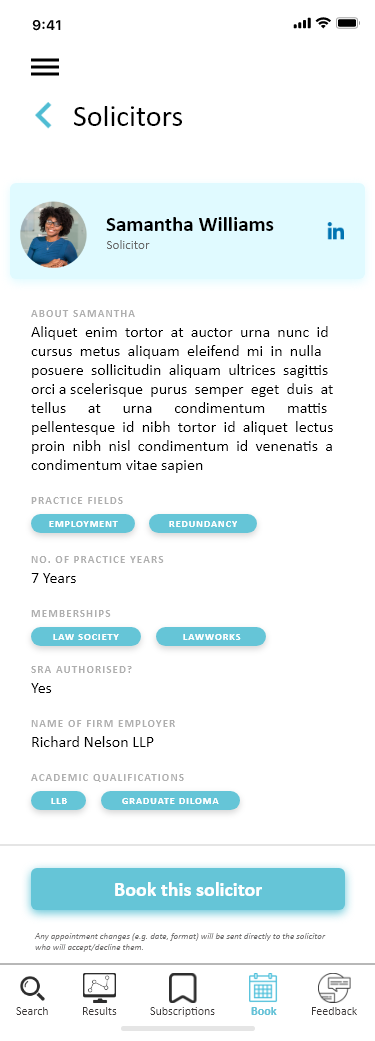 9:41
Solicitors
Samantha Williams
Solicitor
in
ABOUT SAMANTHA
Aliquet enim tortor at auctor urna nunc id
cursus metus aliquam eleifend mi in nulla
posuere sollicitudin aliquam ultrices sagittis
orci a scelerisque purus semper eget duis at
tellus at urna condimentum mattis
pellentesque id nibh tortor id aliquet lectus
proin nibh nisl condimentum id venenatis a
condimentum vitae sapien
PRACTICE FIELDS
EMPLOYMENT REDUNDANCY
NO. OF PRACTICE YEARS
7 Years
MEMBERSHIPS
LAW SOCIETY LAWWORKS
SRA AUTHORISED?
Yes
NAME OF FIRM EMPLOYER
Richard Nelson LLP
ACADEMIC QUALIFICATIONS
LLB GRADUATE DILOMA
Book this solicitor
Any appointment changes (e.g. date, format) will be sent directly to the solicitor
who will accept/decline them.
Search Results Subscriptions Book Feedback